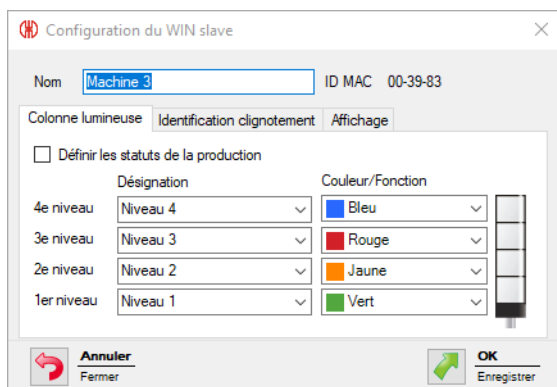 Configuration du WIN slave
Nom Machine 3 ID MAC 00-39-83
Colonne lumineuse Identification clignotement Affichage
Définir les statuts de la production
Désignation Couleur/Fonction
4e niveau Niveau 4 Bleu
3e niveau Niveau 3 Rouge
2e niveau Niveau 2 Jaune
1er niveau Niveau 1 Vert
Annuler OK
Fermer Enregistrer